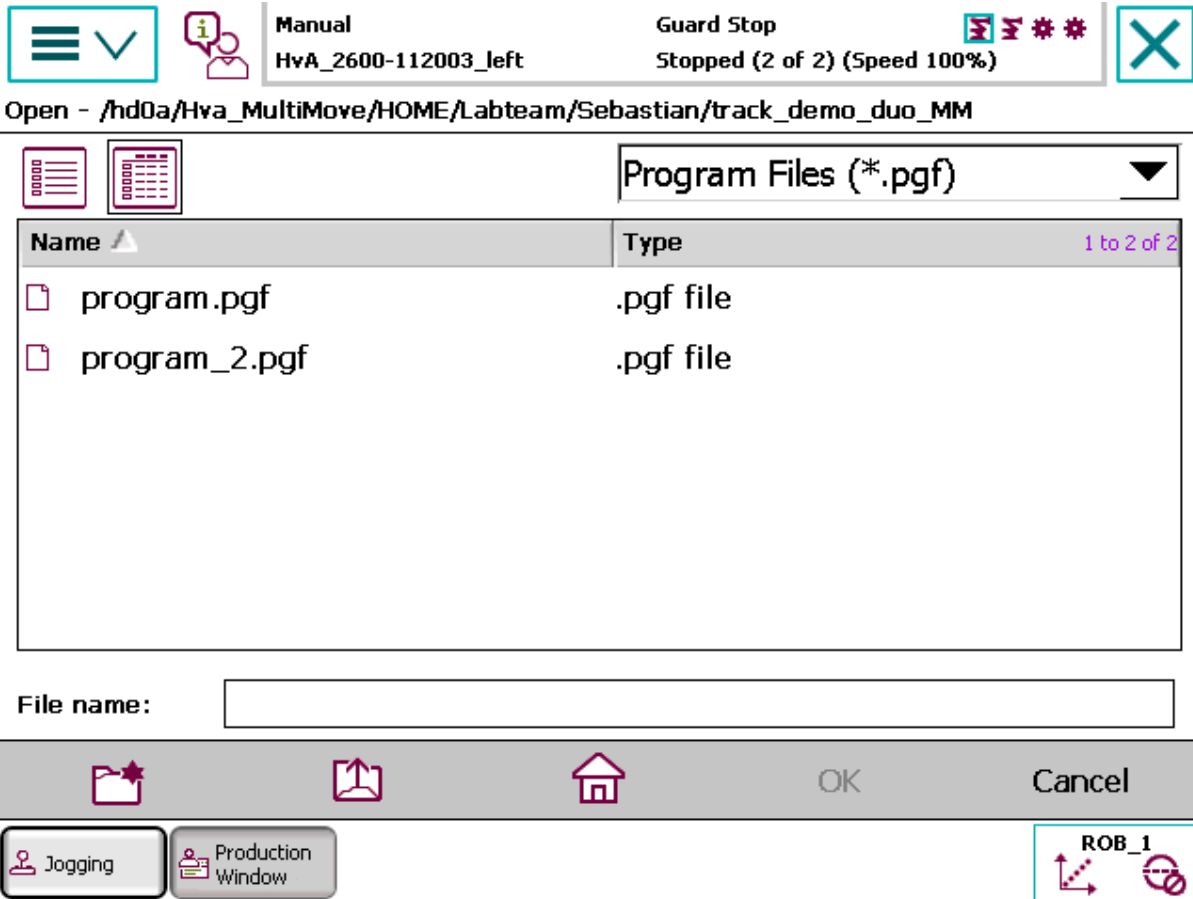 Manual
HvA_2600-112003_left
Guard Stop
Stopped (2 of 2) (Speed 100%)
Open - /hd0a/Hva_MultiMove/HOME/Labteam/Sebastian/track_demo_duo_MM
Program Files (*.pgf)
Name Type 1 to 2 of 2
program.pgf .pgf file
program_2.pgf .pgf file
File name:
OK Cancel
Jogging
Production
Window
ROB_1